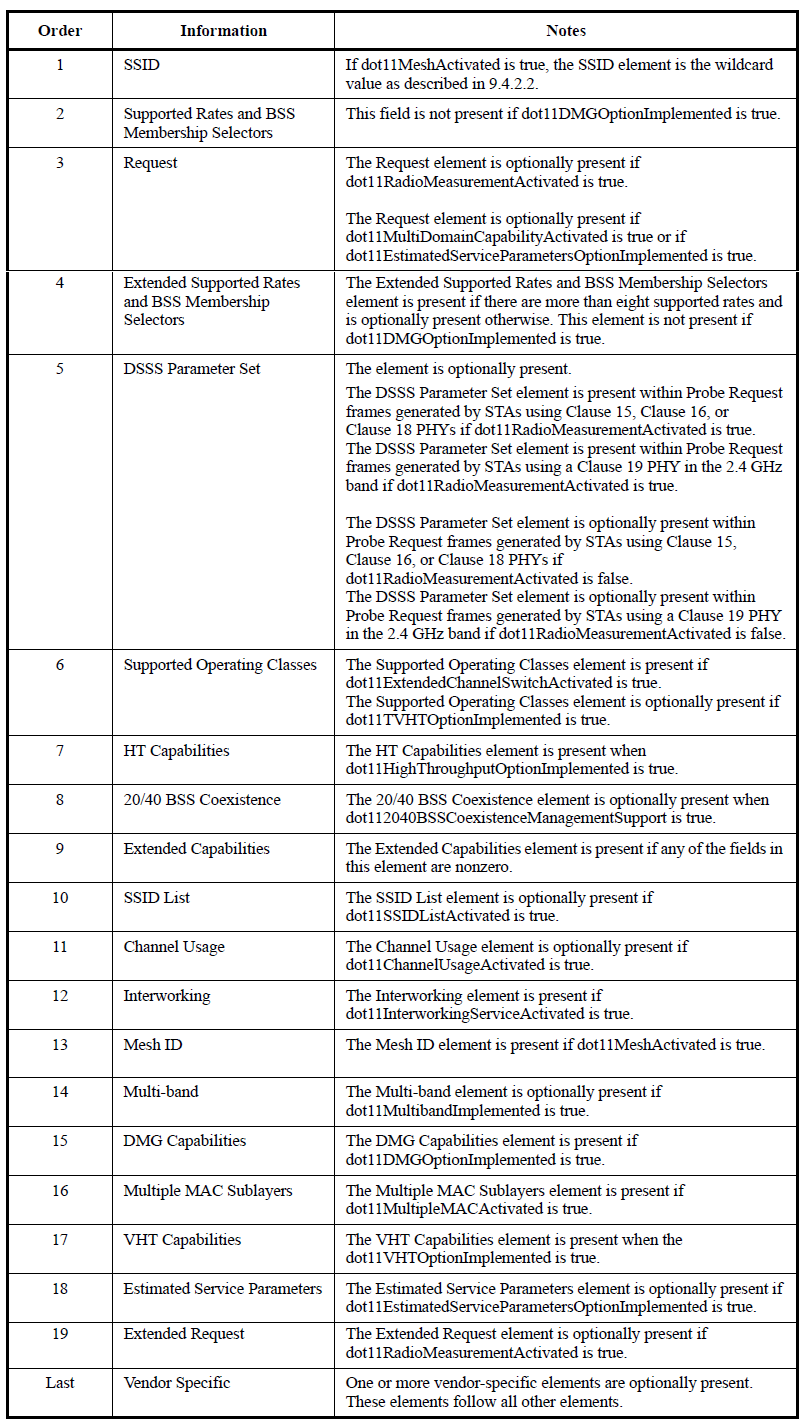 Order Information Notes
1 SSID If dot11MeshActivated is true, the SSID element is the wildcard
value as described in 9.4.2.2.
2 Supported Rates and BSS This field is not present if dot11DMGOptionImplemented is true.
Membership Selectors
3 Request The Request element is optionally present if
dot11RadioMeasurementActivated is true.
The Request element is optionally present if
dot11MultiDomainCapabilityActivated is true or if
dot11EstimatedServiceParametersOptionImplemented is true.
4 Extended Supported Rates The Extended Supported Rates and BSS Membership Selectors
and BSS Membership element is present if there are more than eight supported rates and
Selectors is optionally present otherwise. This element is not present if
dot11DMGOptionImplemented is true.
5 DSSS Parameter Set The element is optionally present.
The DSSS Parameter Set element is present within Probe Request
frames generated by STAs using Clause 15, Clause 16, or
Clause 18 PHYs if dot11RadioMeasurementActivated is true.
The DSSS Parameter Set element is present within Probe Request
frames generated by STAs using a Clause 19 PHY in the 2.4 GHz
band if dot11RadioMeasurementActivated is true.
The DSSS Parameter Set element is optionally present within
Probe Request frames generated by STAs using Clause 15,
Clause 16, or Clause 18 PHYs if
dot11RadioMeasurementActivated is false.
The DSSS Parameter Set element is optionally present within
Probe Request frames generated by STAs using a Clause 19 PHY
in the 2.4 GHz band if dot11RadioMeasurementActivated is false.
6 Supported Operating Classes The Supported Operating Classes element is present if
dot11ExtendedChannelSwitchActivated is true.
The Supported Operating Classes element is optionally present if
dot11TVHTOptionImplemented is true.
7 HT Capabilities The HT Capabilities element is present when
dot11HighThroughputOptionImplemented is true.
8 20/40 BSS Coexistence The 20/40 BSS Coexistence element is optionally present when
dot112040BSSCoexistenceManagementSupport is true.
9 Extended Capabilities The Extended Capabilities element is present if any of the fields in
this element are nonzero.
10 SSID List The SSID List element is optionally present if
dot11SSIDListActivated is true.
11 Channel Usage The Channel Usage element is optionally present if
dot11ChannelUsageActivated is true.
12 Interworking The Interworking element is present if
dot11InterworkingServiceActivated is true.
13 Mesh ID The Mesh ID element is present if dot11MeshActivated is true.
14 Multi-band The Multi-band element is optionally present if
dot11MultibandImplemented is true.
15 DMG Capabilities The DMG Capabilities element is present if
dot11DMGOptionImplemented is true.
16 Multiple MAC Sublayers The Multiple MAC Sublayers element is present if
dot11MultipleMACActivated is true.
17 VHT Capabilities The VHT Capabilities element is present when the
dot11VHTOptionImplemented is true.
18 Estimated Service Parameters The Estimated Service Parameters element is optionally present if
dot11EstimatedServiceParametersOptionImplemented is true.
19 Extended Request The Extended Request element is optionally present if
dot11RadioMeasurementActivated is true.
Last Vendor Specific One or more vendor-specific elements are optionally present.
These elements follow all other elements.